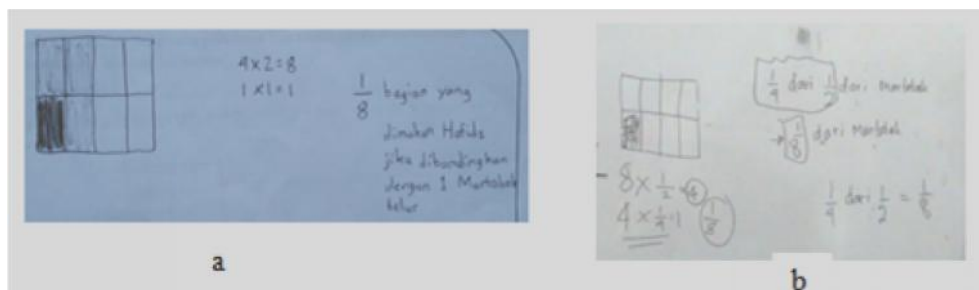 4 x 2 = 8
1 x 1 = 1
1/8 bagian yang
dimakan Hafids
jika dibandingkan
dengan 1 Martabak
telur
a
1/4 dari 1/2 dari Martabak
→ 1/8 dari Martabak
8 x 1/2 = 4
4 x 1/4 = 1 1/8
1/4 dari 1/2 = 1/8
b